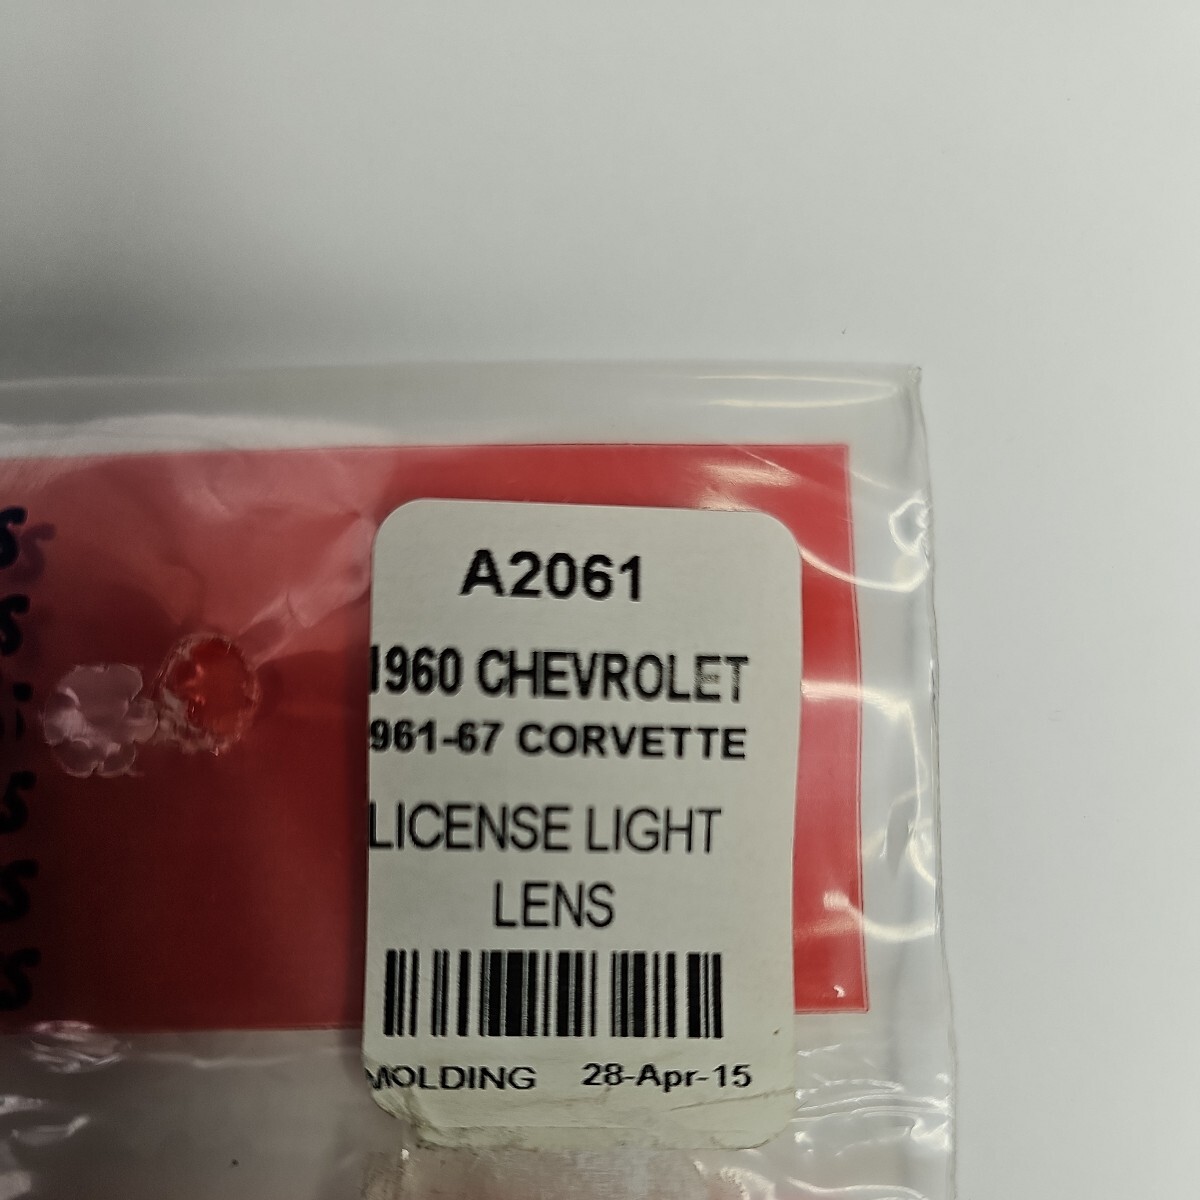 A2061
1960 CHEVROLET
961-67 CORVETTE
LICENSE LIGHT
LENS
MOLDING 28-Apr-15